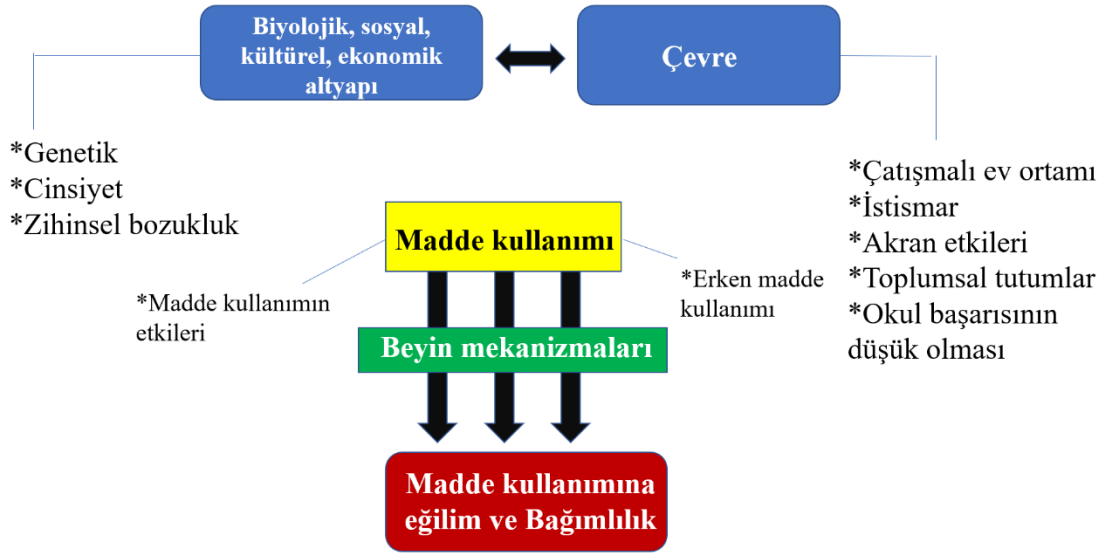 Biyolojik, sosyal,
kültürel, ekonomik
altyapı
Çevre
*Genetik
*Cinsiyet
*Zihinsel bozukluk
*Çatışmalı ev ortamı
*İstismar
*Akran etkileri
*Toplumsal tutumlar
*Okul başarısının
düşük olması
Madde kullanımı
*Madde kullanımın
etkileri
*Erken madde
kullanımı
Beyin mekanizmaları
Madde kullanımına
eğilim ve Bağımlılık